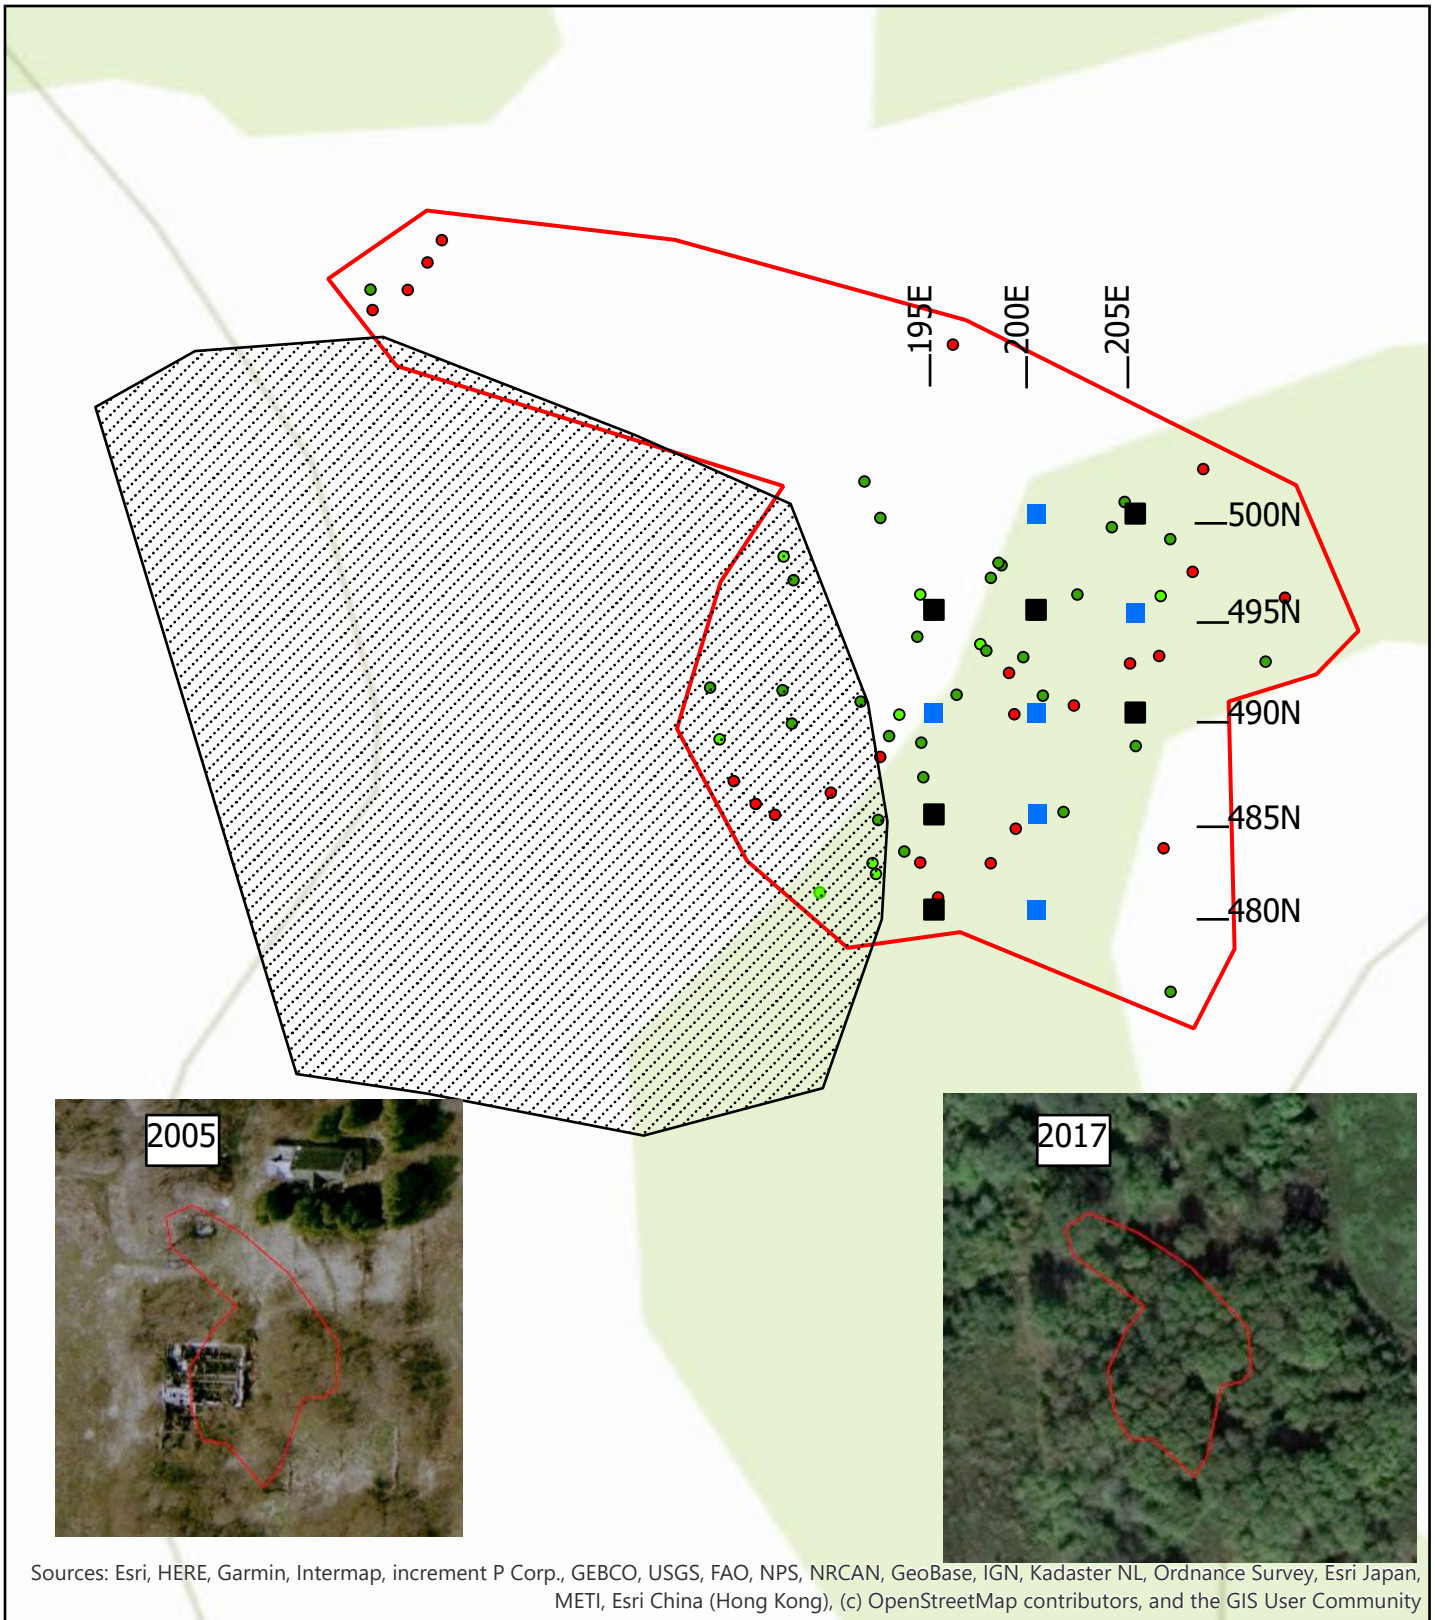 195E
200E
205E
500N
495N
490N
485N
480N
2005
2017
Sources: Esri, HERE, Garmin, Intermap, increment P Corp., GEBCO, USGS, FAO, NPS, NRCAN, GeoBase, IGN, Kadaster NL, Ordnance Survey, Esri Japan,
METI, Esri China (Hong Kong), (c) OpenStreetMap contributors, and the GIS User Community